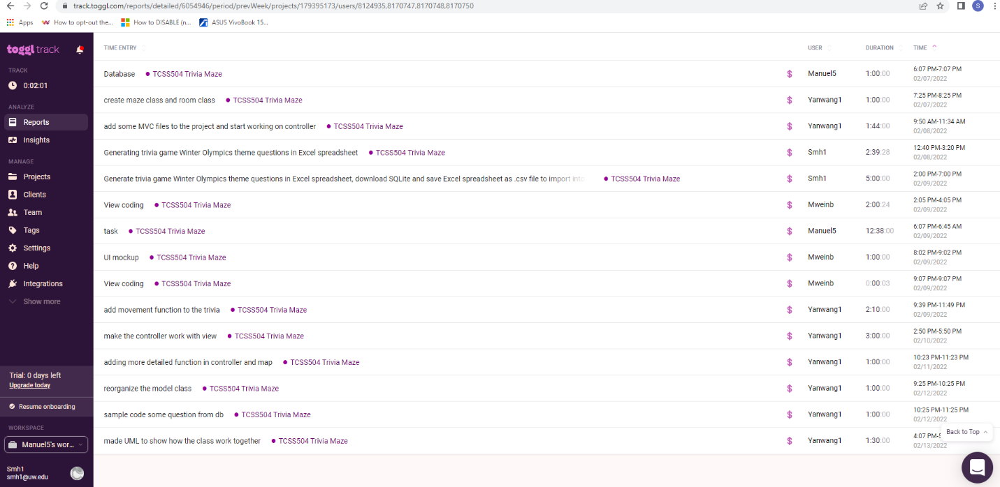 track.toggl.com/reports/detailed/6054946/period/prevWeek/projects/179395173/users/8124935,8170747,8170748,8170750
S
Apps How to opt-out the... How to DISABLE (n... ASUS VivoBook 15...
toggl track
TRACK
0:02:01
ANALYZE
Reports
Insights
MANAGE
Projects
Clients
Team
Tags
Settings
Help
Integrations
Show more
Trial: 0 days left
Upgrade today
Resume onboarding
WORKSPACE
Manuel5's wor...
Smh1
smh1@uw.edu
TIME ENTRY USER DURATION TIME
Database TCSS504 Trivia Maze $ Manuel5 1:00:00 6:07 PM-7:07 PM
02/07/2022
create maze class and room class TCSS504 Trivia Maze $ Yanwang1 1:00:00 7:25 PM-8:25 PM
02/07/2022
add some MVC files to the project and start working on controller TCSS504 Trivia Maze $ Yanwang1 1:44:00 9:50 AM-11:34 AM
02/08/2022
Generating trivia game Winter Olympics theme questions in Excel spreadsheet TCSS504 Trivia Maze $ Smh1 2:39:28 12:40 PM-3:20 PM
02/08/2022
Generate trivia game Winter Olympics theme questions in Excel spreadsheet, download SQLite and save Excel spreadsheet as .csv file to import into TCSS504 Trivia Maze $ Smh1 5:00:00 2:00 PM-7:00 PM
02/09/2022
View coding TCSS504 Trivia Maze $ Mweinb 2:00:24 2:05 PM-4:05 PM
02/09/2022
task TCSS504 Trivia Maze $ Manuel5 12:38:00 6:07 PM-6:45 AM
02/09/2022
UI mockup TCSS504 Trivia Maze $ Mweinb 1:00:00 8:02 PM-9:02 PM
02/09/2022
View coding TCSS504 Trivia Maze $ Mweinb 0:00:03 9:07 PM-9:07 PM
02/09/2022
add movement function to the trivia TCSS504 Trivia Maze $ Yanwang1 2:10:00 9:39 PM-11:49 PM
02/09/2022
make the controller work with view TCSS504 Trivia Maze $ Yanwang1 3:00:00 2:50 PM-5:50 PM
02/10/2022
adding more detailed function in controller and map TCSS504 Trivia Maze $ Yanwang1 1:00:00 10:23 PM-11:23 PM
02/11/2022
reorganize the model class TCSS504 Trivia Maze $ Yanwang1 1:00:00 9:25 PM-10:25 PM
02/12/2022
sample code some question from db TCSS504 Trivia Maze $ Yanwang1 1:00:00 10:25 PM-11:25 PM
02/12/2022
made UML to show how the class work together TCSS504 Trivia Maze $ Yanwang1 1:30:00 4:07 PM-
02/13/2022
Back to Top